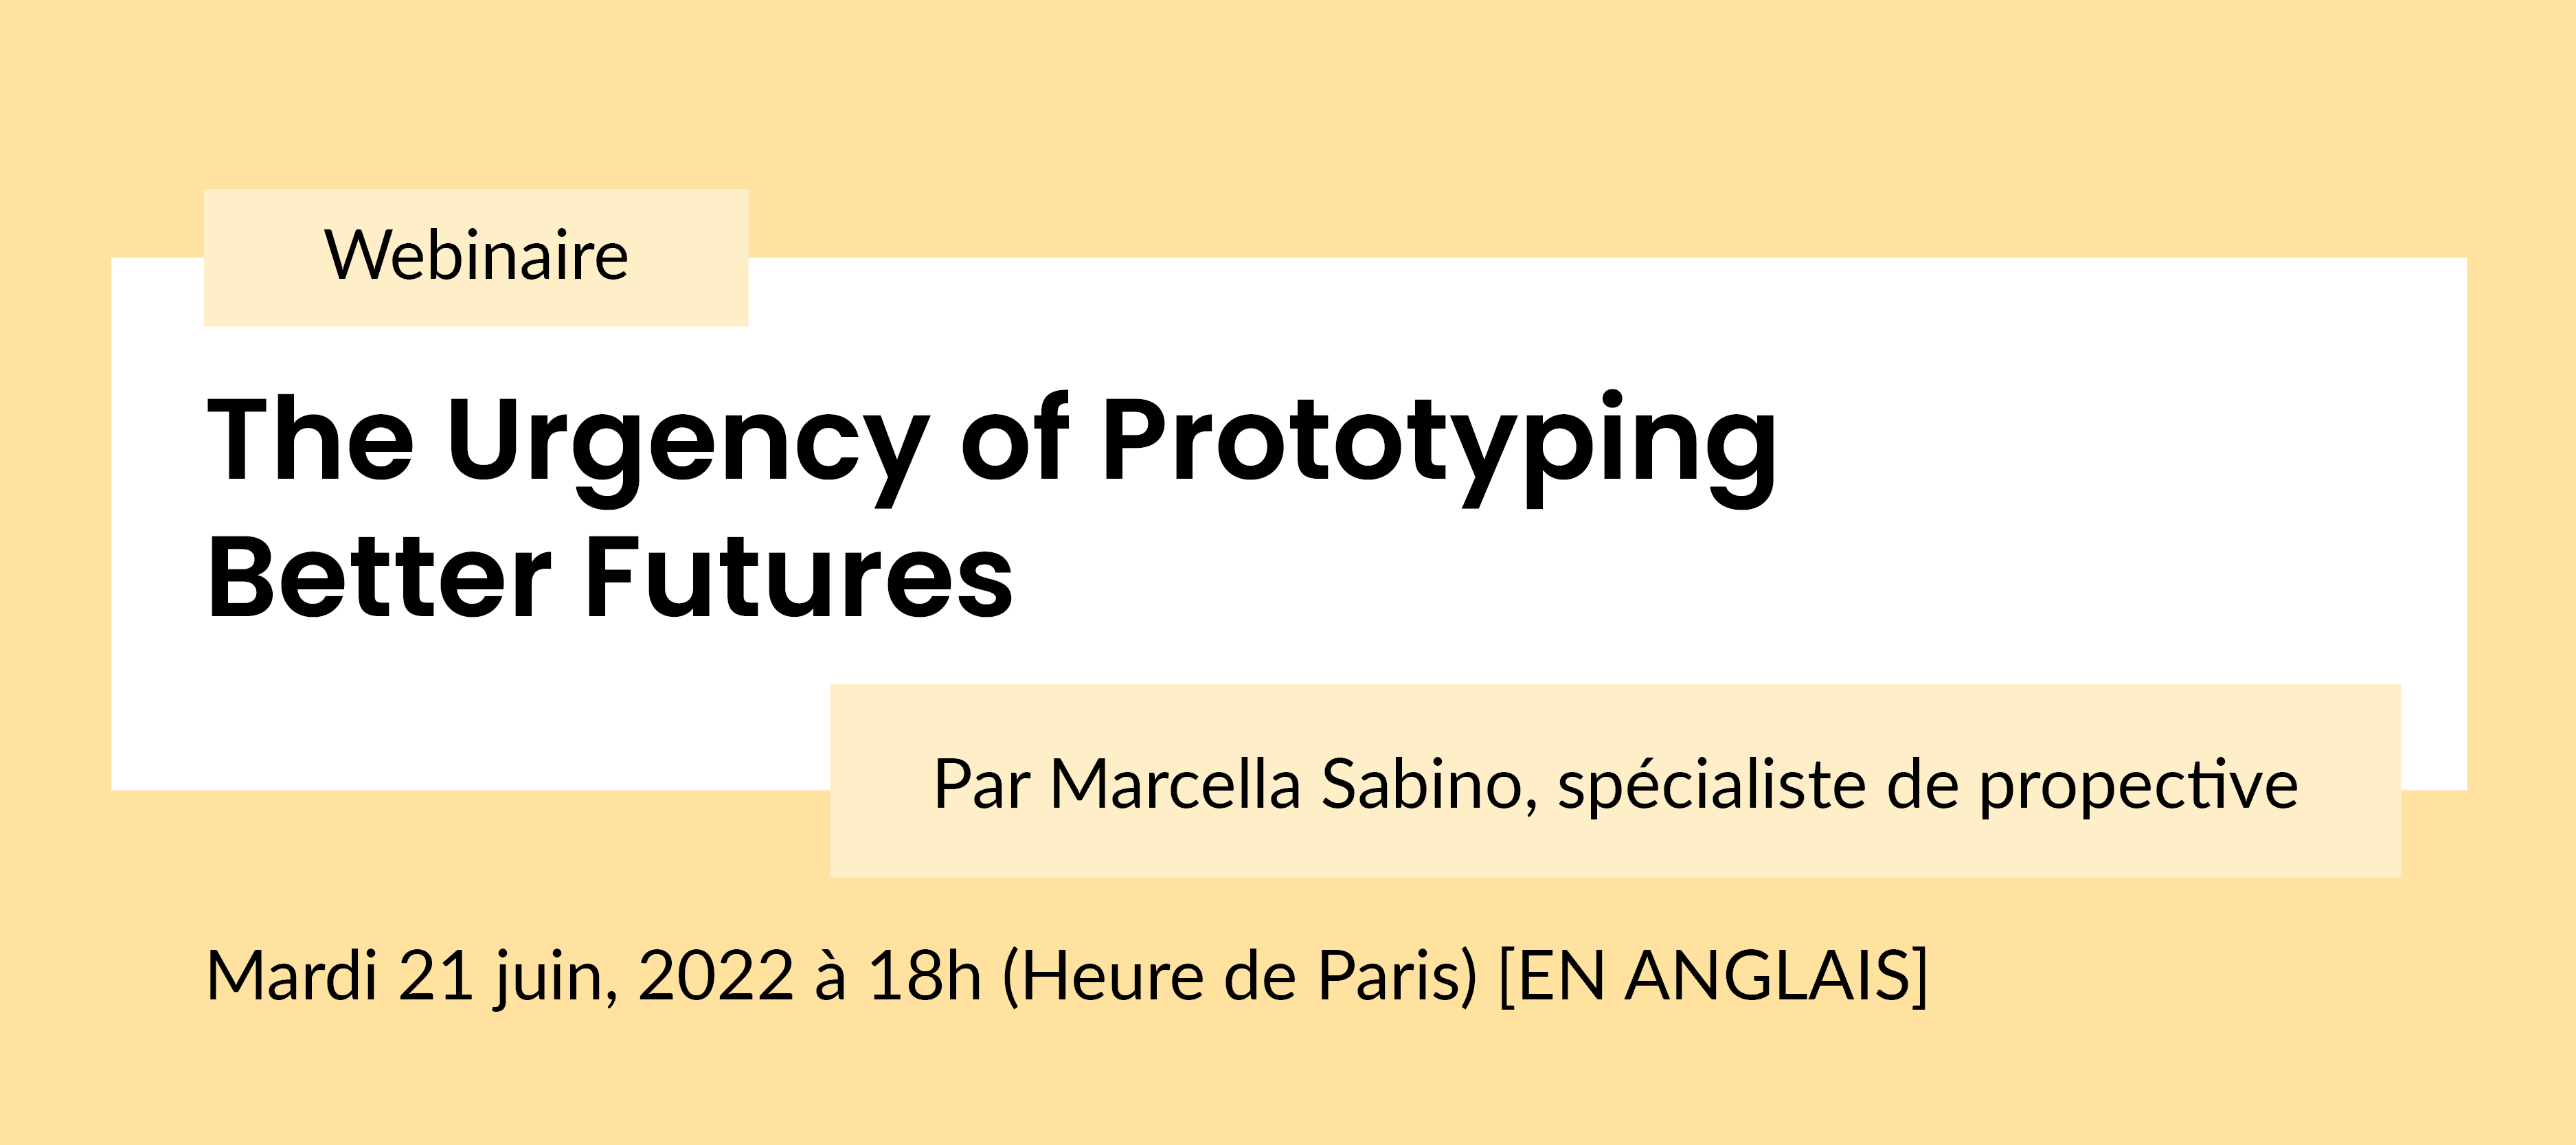 Webinaire
The Urgency of Prototyping
Better Futures
Par Marcella Sabino, spécialiste de propective
Mardi 21 juin, 2022 à 18h (Heure de Paris) [EN ANGLAIS]